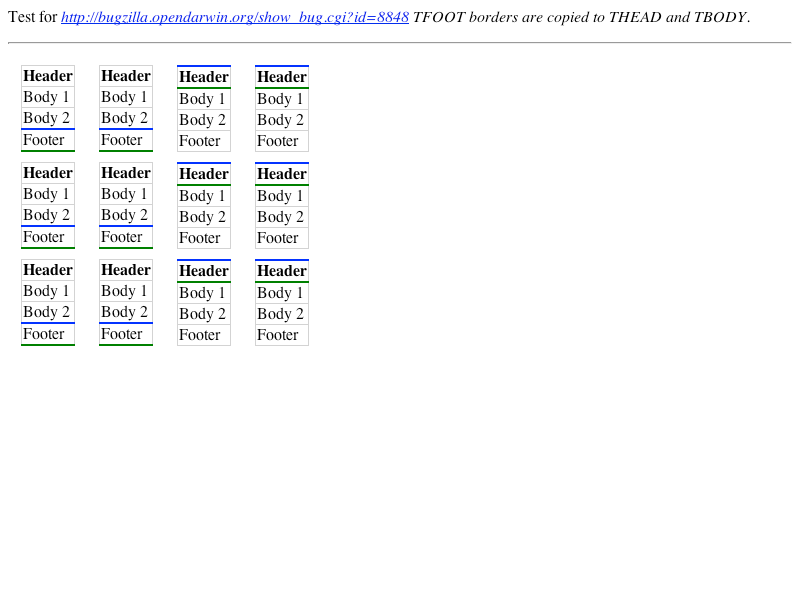 Test for http://bugzilla.opendarwin.org/show_bug.cgi?id=8848 TFOOT borders are copied to THEAD and TBODY.
Header Header Header Header
Body 1 Body 1 Body 1 Body 1
Body 2 Body 2 Body 2 Body 2
Footer Footer Footer Footer
Header Header Header Header
Body 1 Body 1 Body 1 Body 1
Body 2 Body 2 Body 2 Body 2
Footer Footer Footer Footer
Header Header Header Header
Body 1 Body 1 Body 1 Body 1
Body 2 Body 2 Body 2 Body 2
Footer Footer Footer Footer